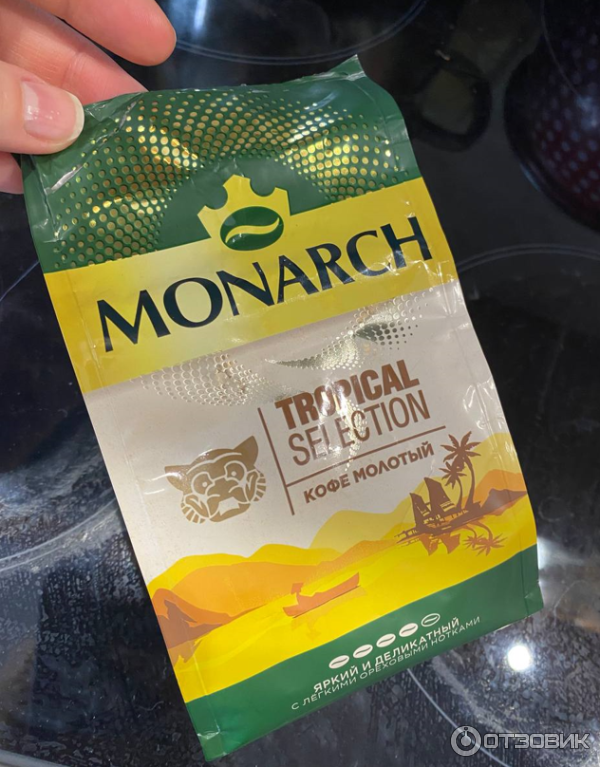 MONARCH
TROPICAL
SELECTION
КОФЕ МОЛОТЫЙ
ЯРКИЙ И ДЕЛИКАТНЫЙ
С ЛЕГКИМИ ОРЕХОВЫМИ НОТКАМИ
ОТЗОВИК